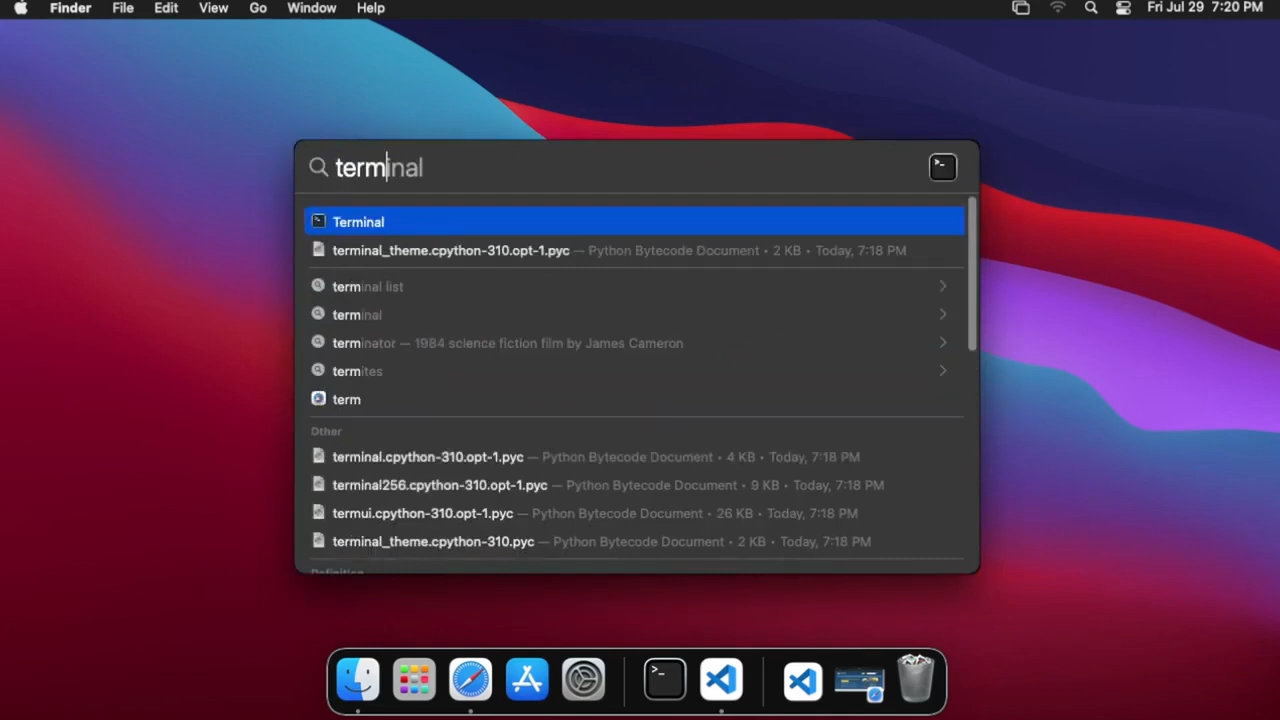 Finder File Edit View Go Window Help Fri Jul 29 7:20 PM
terminal
Terminal
terminal_theme.cpython-310.opt-1.pyc — Python Bytecode Document • 2 KB • Today, 7:18 PM
terminal list
terminal
terminator — 1984 science fiction film by James Cameron
termites
term
Other
terminal.cpython-310.opt-1.pyc — Python Bytecode Document • 4 KB • Today, 7:18 PM
terminal256.cpython-310.opt-1.pyc — Python Bytecode Document • 9 KB • Today, 7:18 PM
termui.cpython-310.opt-1.pyc — Python Bytecode Document • 26 KB • Today, 7:18 PM
terminal_theme.cpython-310.pyc — Python Bytecode Document • 2 KB • Today, 7:18 PM
Definition